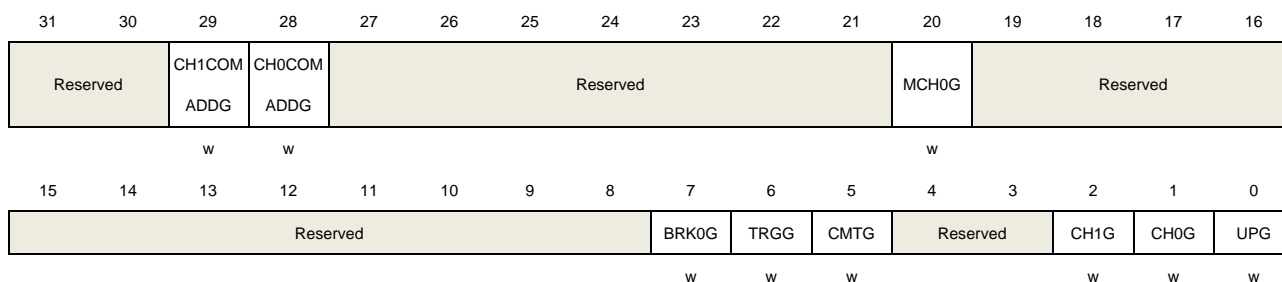 31 30 29 28 27 26 25 24 23 22 21 20 19 18 17 16
Reserved CH1COM ADDG CH0COM ADDG Reserved MCH0G Reserved
w w w
15 14 13 12 11 10 9 8 7 6 5 4 3 2 1 0
Reserved BRK0G TRGG CMTG Reserved CH1G CH0G UPG
w w w w w w